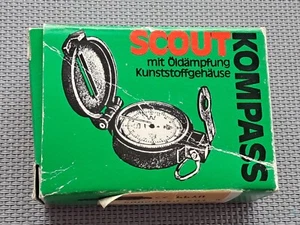 SCOUT
mit Öldämpfung
Kunststoffgehäuse
KOMPASS